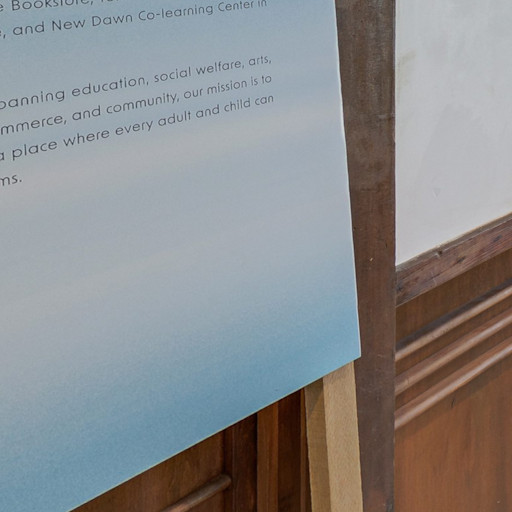 Bookstore,
, and New Dawn Co-learning Center in
panning education, social welfare, arts,
mmerce, and community, our mission is to
a place where every adult and child can
ms.